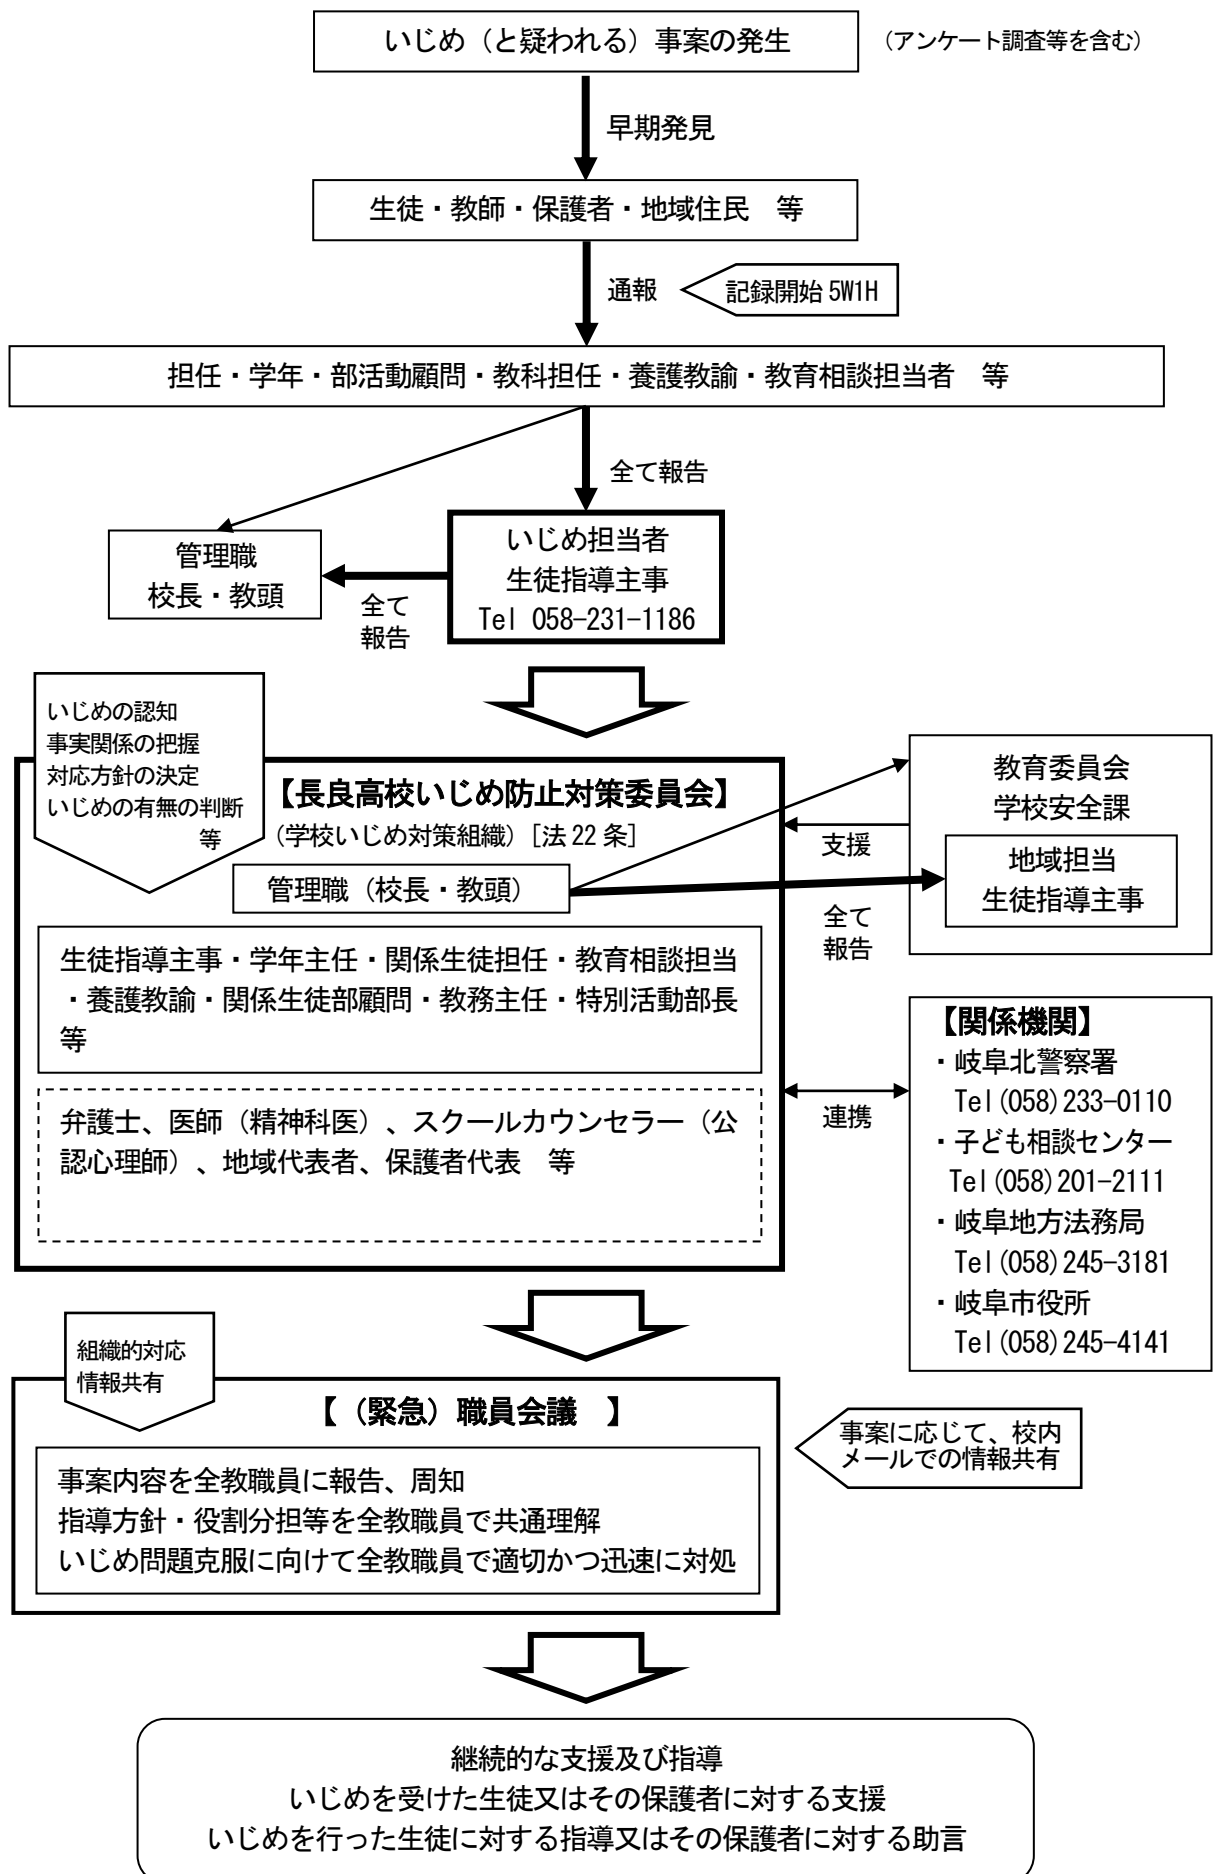 いじめ（と疑われる）事案の発生
（アンケート調査等を含む）
早期発見
生徒・教師・保護者・地域住民　等
通報
記録開始 5W1H
担任・学年・部活動顧問・教科担任・養護教諭・教育相談担当者　等
全て報告
管理職
校長・教頭
いじめ担当者
生徒指導主事
Tel 058-231-1186
全て
報告
いじめの認知
事実関係の把握
対応方針の決定
いじめの有無の判断
等
【長良高校いじめ防止対策委員会】
（学校いじめ対策組織）［法 22 条］
管理職（校長・教頭）
教育委員会
学校安全課
支援
地域担当
生徒指導主事
全て
報告
生徒指導主事・学年主任・関係生徒担任・教育相談担当
・養護教諭・関係生徒部顧問・教務主任・特別活動部長
等
弁護士、医師（精神科医）、スクールカウンセラー（公
認心理師）、地域代表者、保護者代表　等
連携
【関係機関】
・岐阜北警察署
Tel(058)233-0110
・子ども相談センター
Tel(058)201-2111
・岐阜地方法務局
Tel(058)245-3181
・岐阜市役所
Tel(058)245-4141
組織的対応
情報共有
【（緊急）職員会議　】
事案に応じて、校内
メールでの情報共有
事案内容を全教職員に報告、周知
指導方針・役割分担等を全教職員で共通理解
いじめ問題克服に向けて全教職員で適切かつ迅速に対処
継続的な支援及び指導
いじめを受けた生徒又はその保護者に対する支援
いじめを行った生徒に対する指導又はその保護者に対する助言